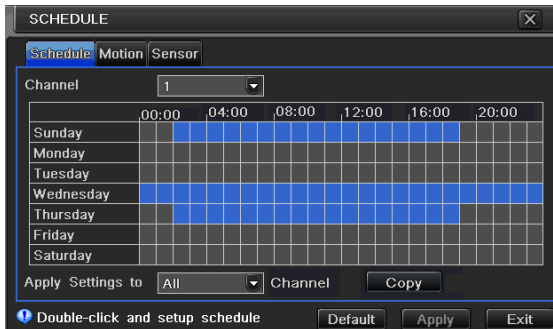 SCHEDULE
Schedule Motion Sensor
Channel 1
00:00 04:00 08:00 12:00 16:00 20:00
Sunday
Monday
Tuesday
Wednesday
Thursday
Friday
Saturday
Apply Settings to All Channel Copy
Double-click and setup schedule Default Apply Exit